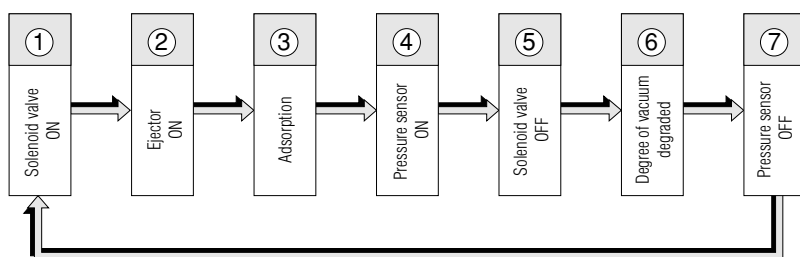 ①
Solenoid valve
ON
②
Ejector
ON
③
Adsorption
④
Pressure sensor
ON
⑤
Solenoid valve
OFF
⑥
Degree of vacuum
degraded
⑦
Pressure sensor
OFF